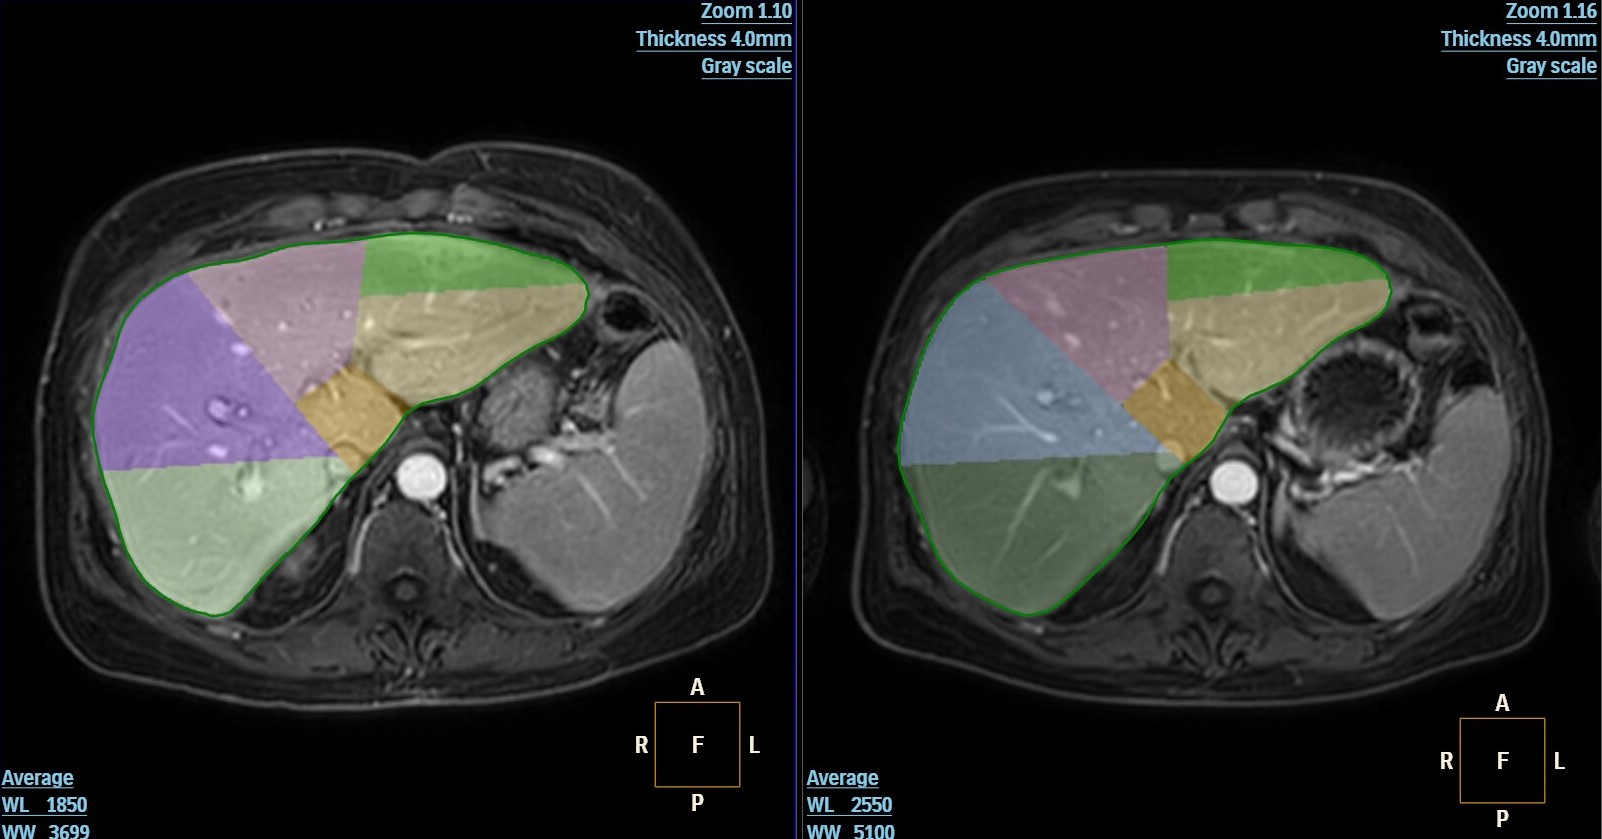 Zoom 1.10
Thickness 4.0mm
Gray scale
A
R F L
P
Average
WL 1850
WW 3699
Zoom 1.16
Thickness 4.0mm
Gray scale
A
R F L
P
Average
WL 2550
WW 5100